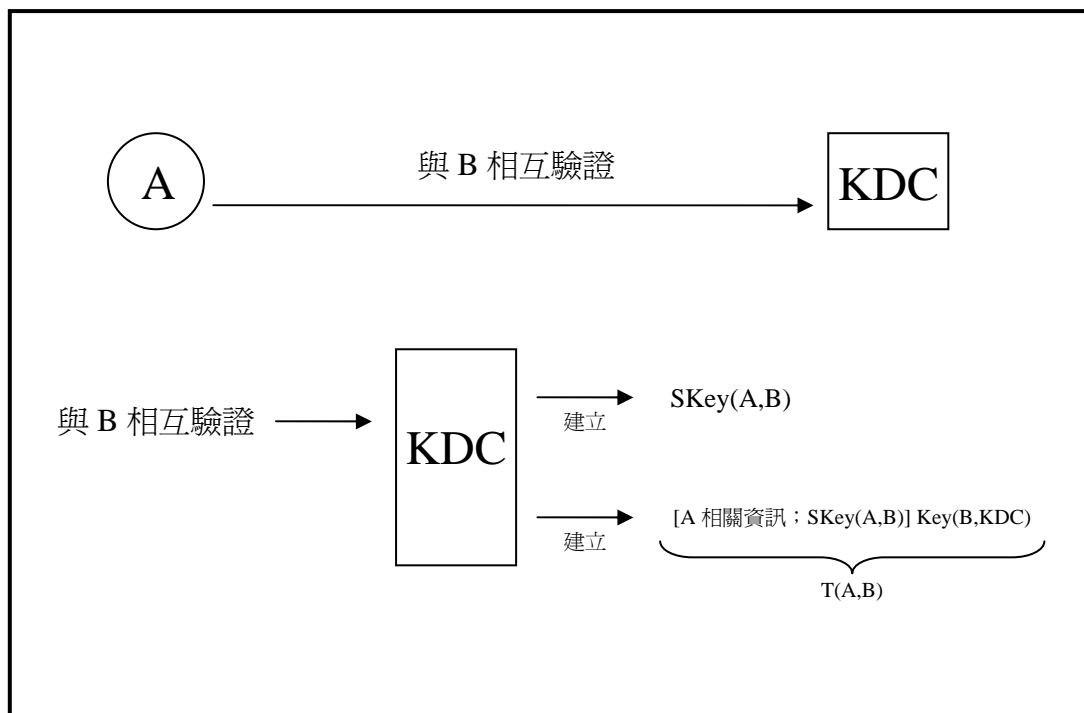 與 B 相互驗證
A
KDC
與 B 相互驗證
KDC
建立
SKey(A,B)
建立
[A 相關資訊；SKey(A,B)] Key(B,KDC)
T(A,B)